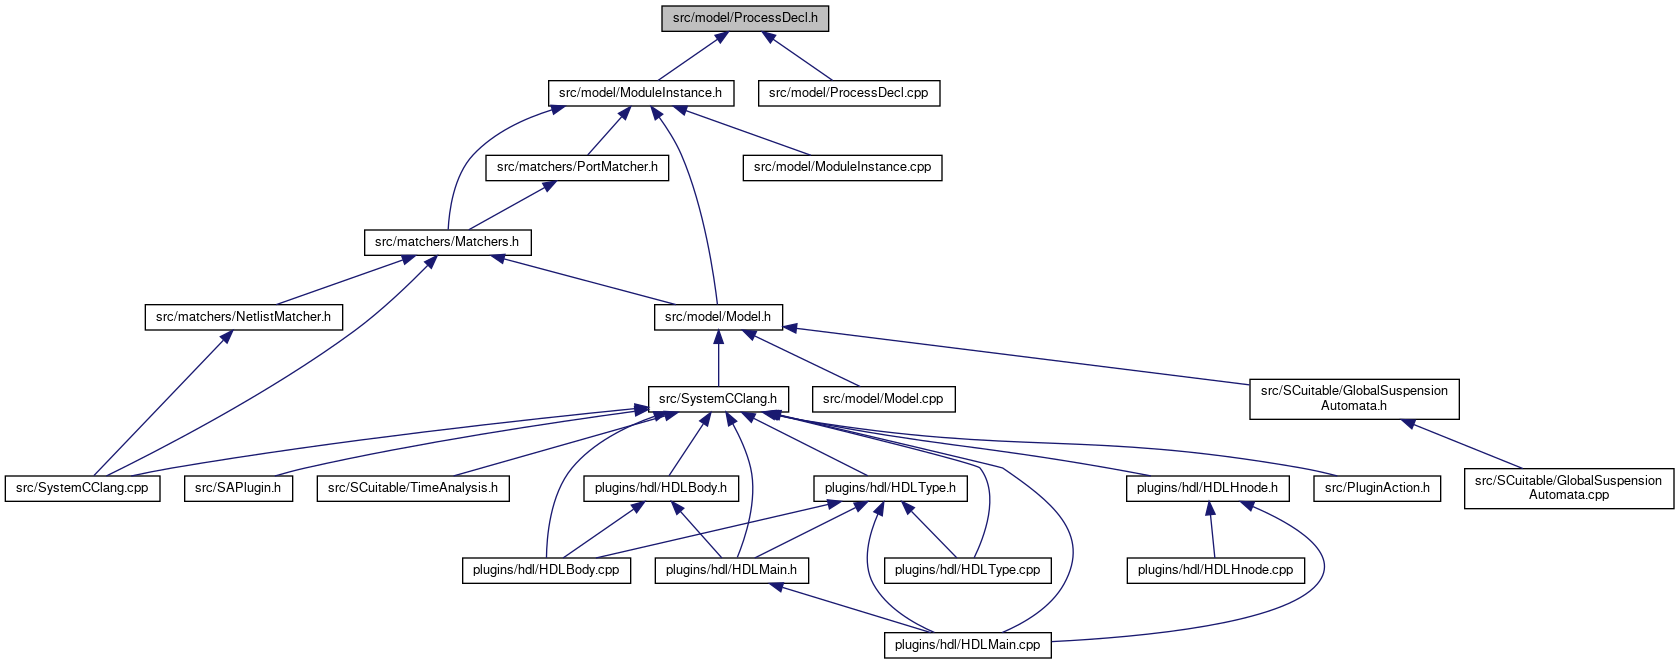 src/model/ProcessDecl.h
src/model/ModuleInstance.h
src/model/ProcessDecl.cpp
src/matchers/PortMatcher.h
src/model/ModuleInstance.cpp
src/matchers/Matchers.h
src/matchers/NetlistMatcher.h
src/model/Model.h
src/SystemCClang.h
src/model/Model.cpp
src/SCuitable/GlobalSuspension
Automata.h
src/SystemCClang.cpp
src/SAPlugin.h
src/SCuitable/TimeAnalysis.h
plugins/hdl/HDLBody.h
plugins/hdl/HDLType.h
plugins/hdl/HDLHnode.h
src/PluginAction.h
src/SCuitable/GlobalSuspension
Automata.cpp
plugins/hdl/HDLBody.cpp
plugins/hdl/HDLMain.h
plugins/hdl/HDLType.cpp
plugins/hdl/HDLHnode.cpp
plugins/hdl/HDLMain.cpp